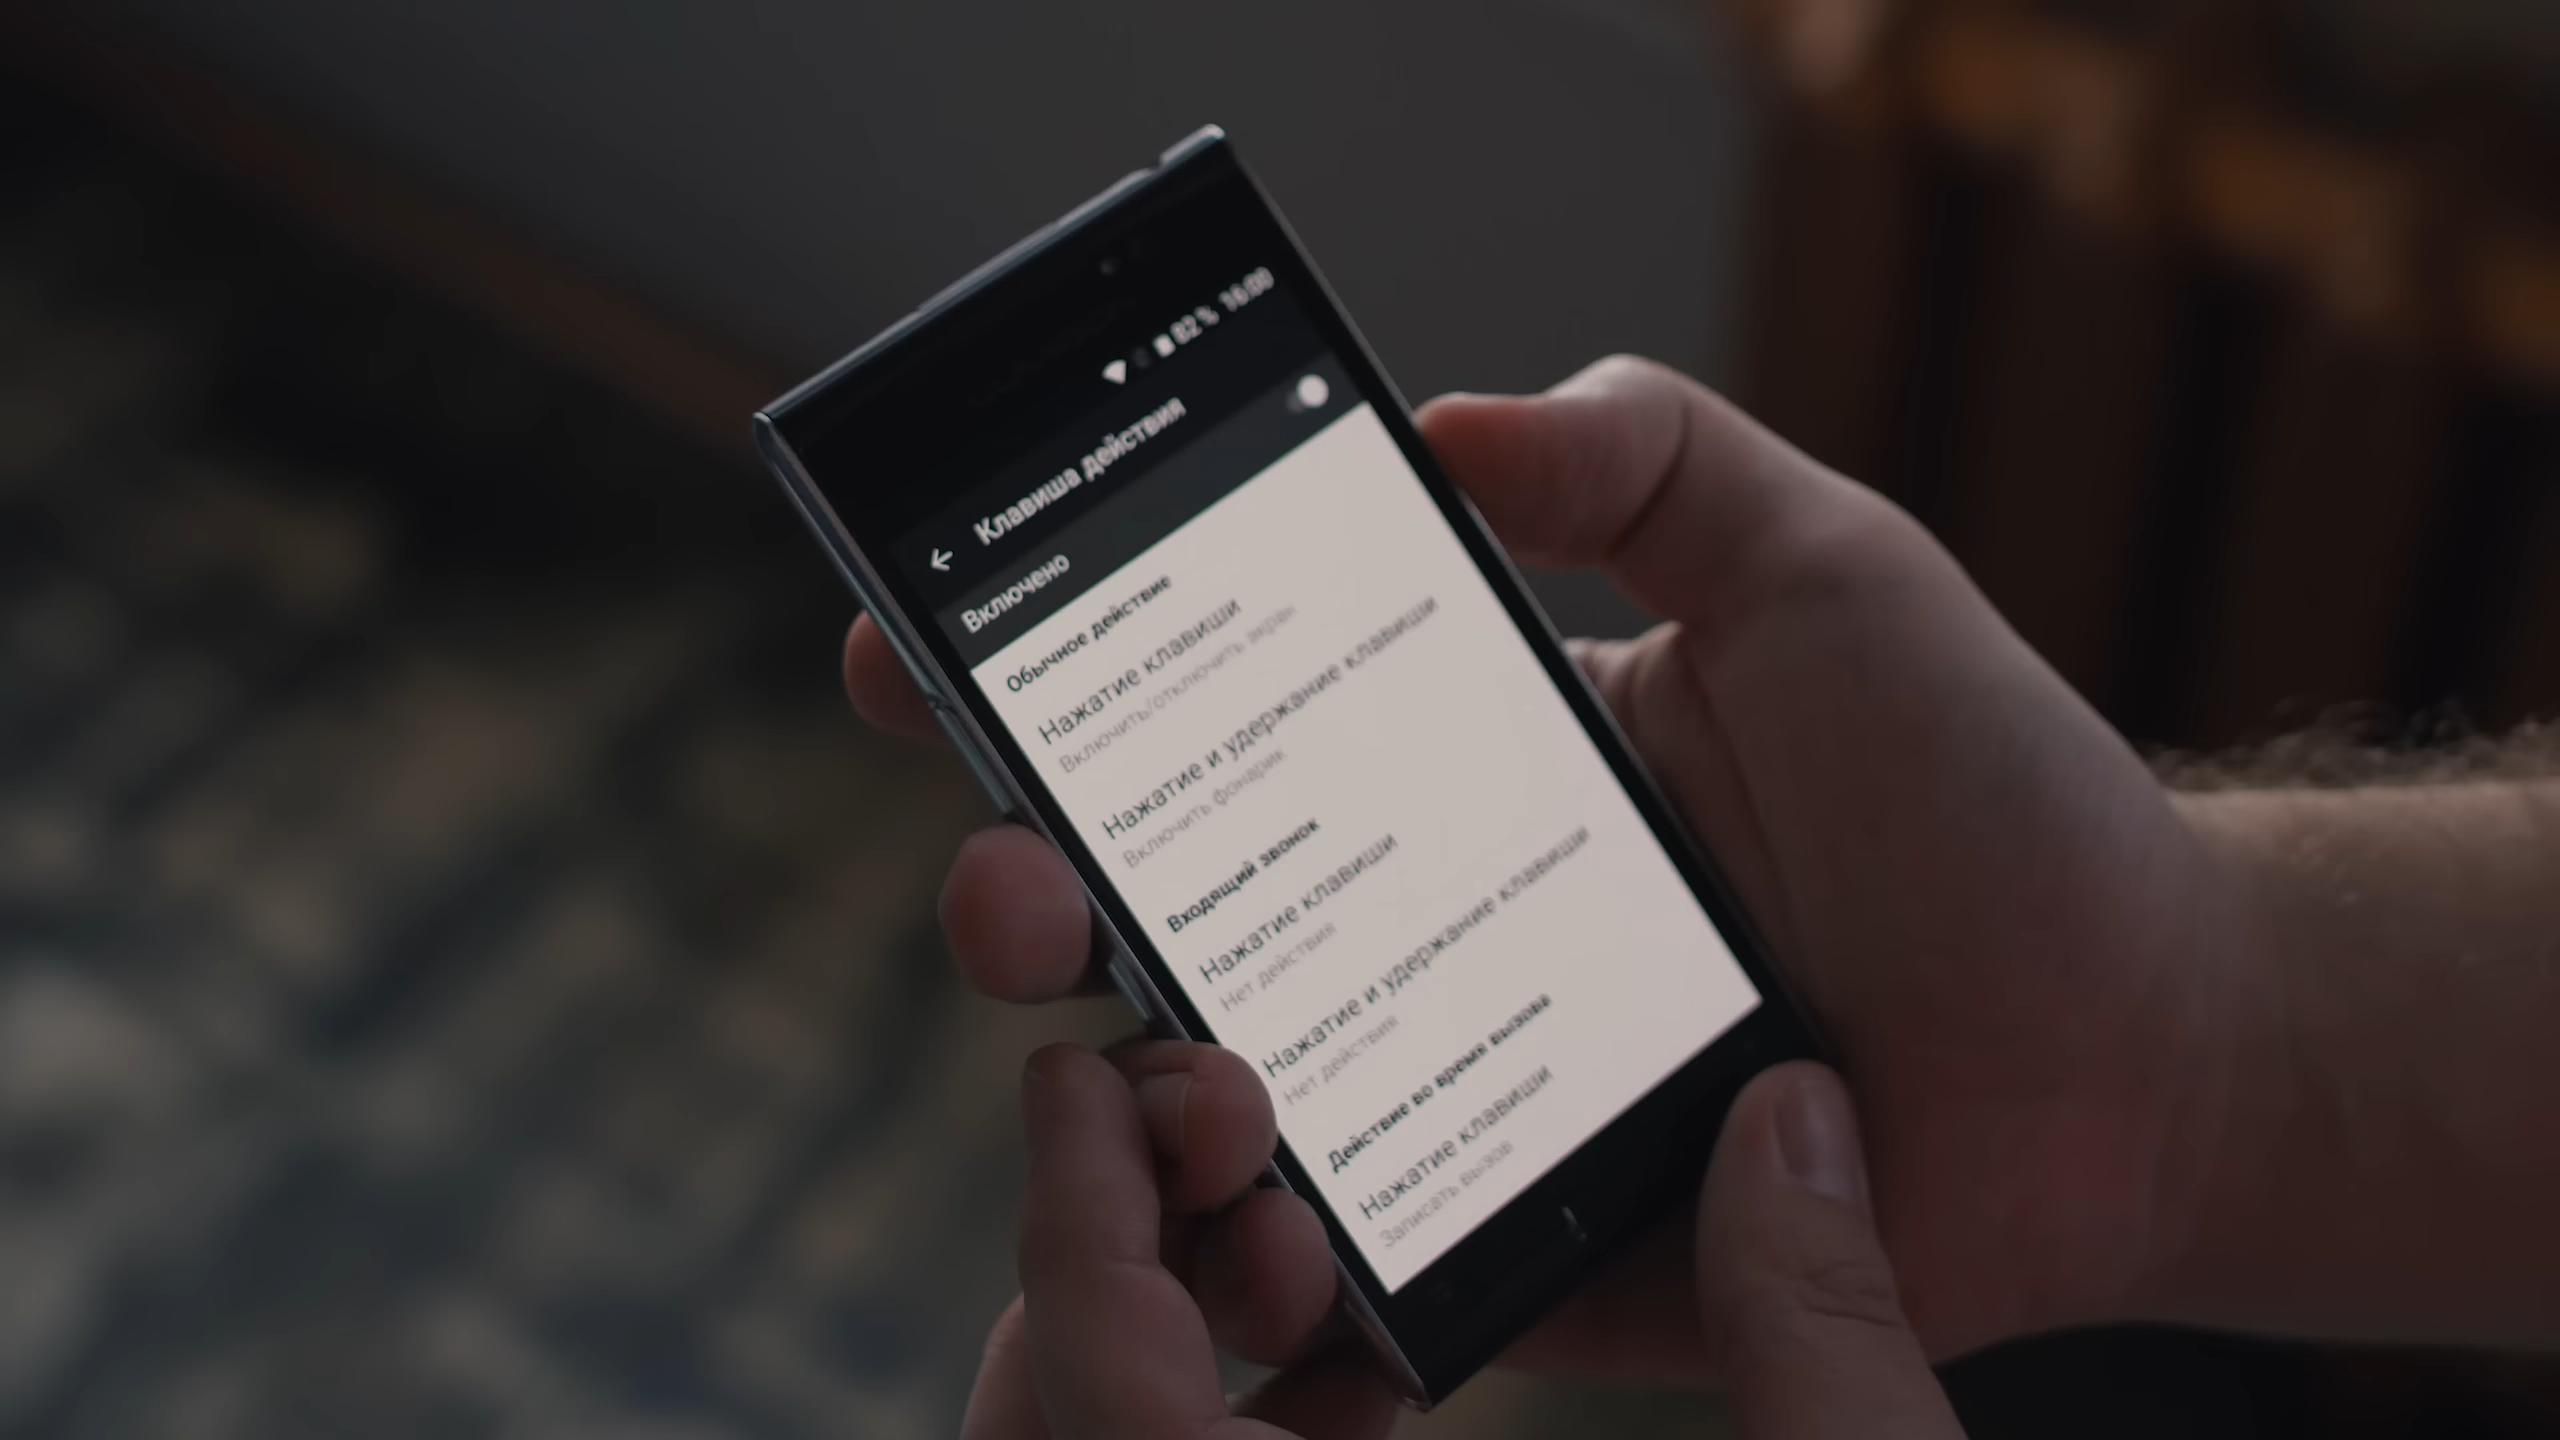 82 % 16:00
Клавиша действия
Включено
Обычное действие
Нажатие клавиши
Включить/отключить экран
Нажатие и удержание клавиши
Включить фонарик
Входящий звонок
Нажатие клавиши
Нет действия
Нажатие и удержание клавиши
Нет действия
Действие во время вызова
Нажатие клавиши
Записать вызов